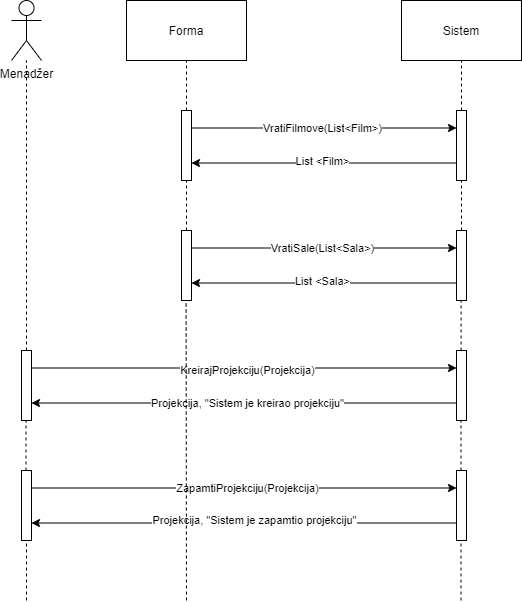 Forma
Sistem
Menadžer
VratiFilmove(List<Film>)
List <Film>
VratiSale(List<Sala>)
List <Sala>
KreirajProjekciju(Projekcija)
Projekcija, "Sistem je kreirao projekciju"
ZapamtiProjekciju(Projekcija)
Projekcija, "Sistem je zapamtio projekciju"